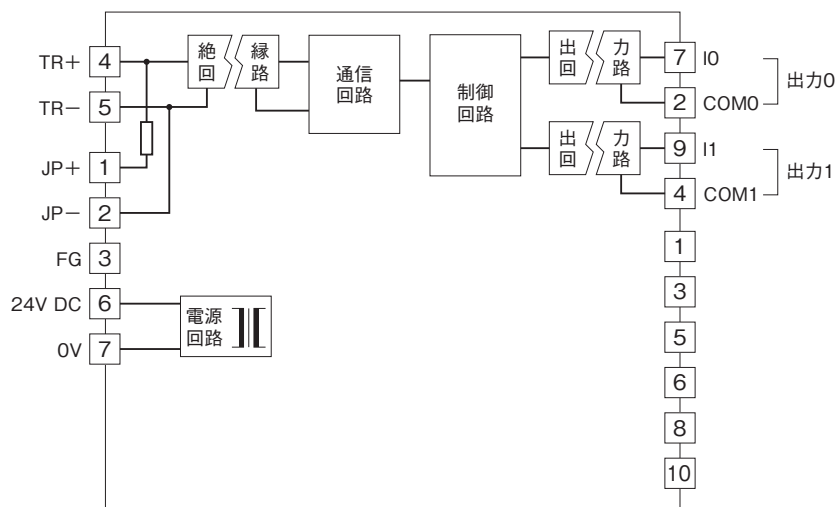 TR+ 4
TR− 5
JP+ 1
JP− 2
FG 3
24V DC 6
0V 7
絶縁
回路
通信
回路
制御
回路
電源
回路
出力
回路
7 I0
2 COM0
出力0
出力
回路
9 I1
4 COM1
出力1
1
3
5
6
8
10